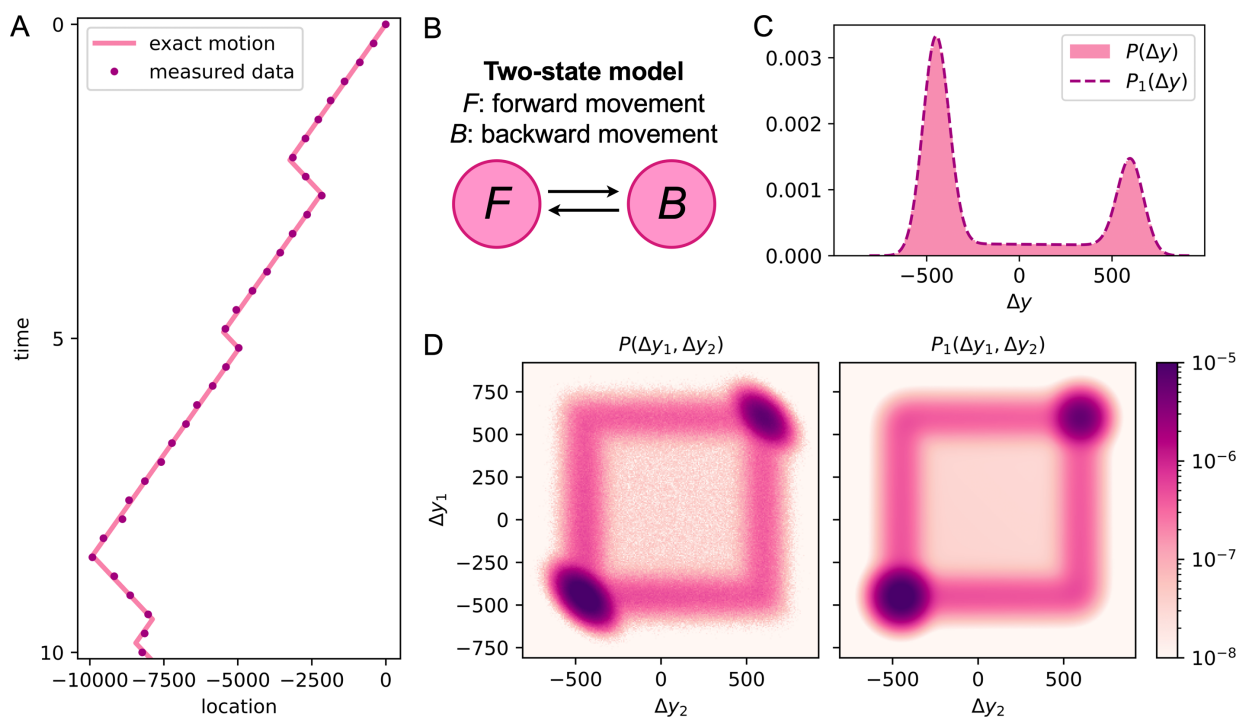 A
0
5
10
time
exact motion
measured data
−10000 −7500 −5000 −2500 0
location
B
Two-state model
F: forward movement
B: backward movement
F B
C
0.003
0.002
0.001
0.000
P(Δy)
P₁(Δy)
−500 0 500
Δy
D
P(Δy₁, Δy₂)
P₁(Δy₁, Δy₂)
750
500
250
0
−250
−500
−750
Δy₁
−500 0 500
Δy₂
−500 0 500
Δy₂
10⁻⁵
10⁻⁶
10⁻⁷
10⁻⁸